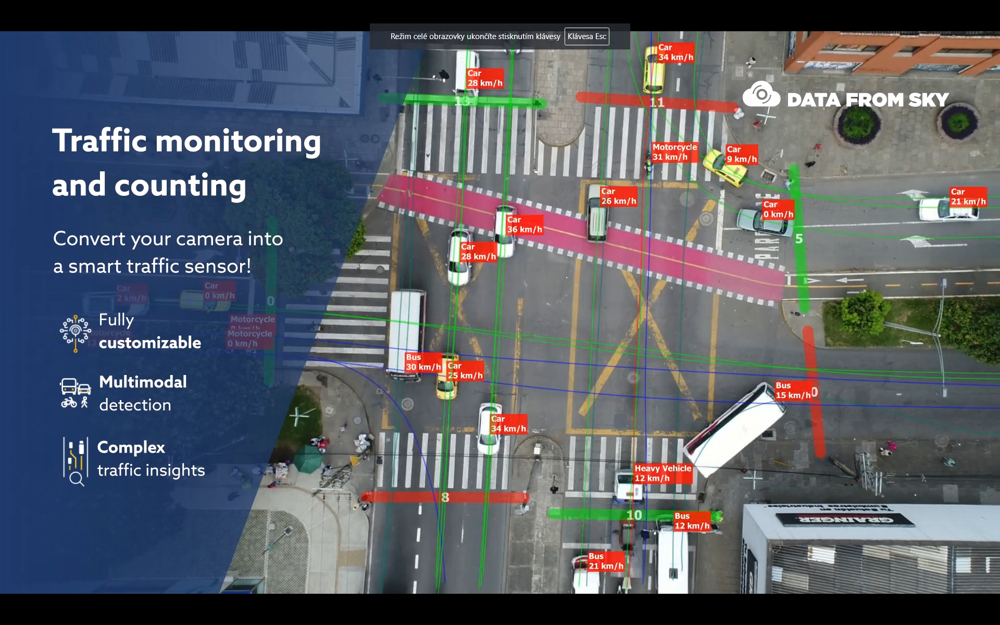 Režim celé obrazovky ukončíte stisknutím klávesy Klávesa Esc
DATA FROM SKY
Traffic monitoring
and counting
Convert your camera into
a smart traffic sensor!
Fully
customizable
Multimodal
detection
Complex
traffic insights
Car
34 km/h
Car
28 km/h
11
Motorcycle
31 km/h
Car
9 km/h
Car
26 km/h
Car
21 km/h
Car
0 km/h
Car
36 km/h
Car
28 km/h
5
Car
2 km/h
Car
0 km/h
0
Motorcycle
Motorcycle
0 km/h
Bus
30 km/h
Car
25 km/h
Bus
15 km/h
0
Car
34 km/h
Heavy Vehicle
12 km/h
8
10
Bus
12 km/h
Bus
21 km/h
GRAINGER